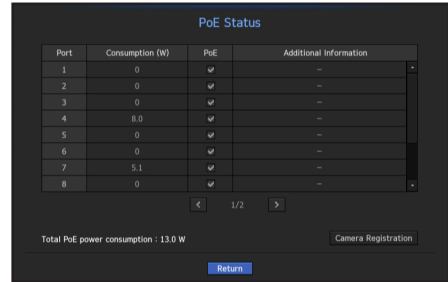 PoE Status
Port Consumption (W) PoE Additional Information
1 0 –
2 0 –
3 0 –
4 8.0 –
5 0 –
6 0 –
7 5.1 –
8 0 –
< 1/2 >
Total PoE power consumption : 13.0 W Camera Registration
Return